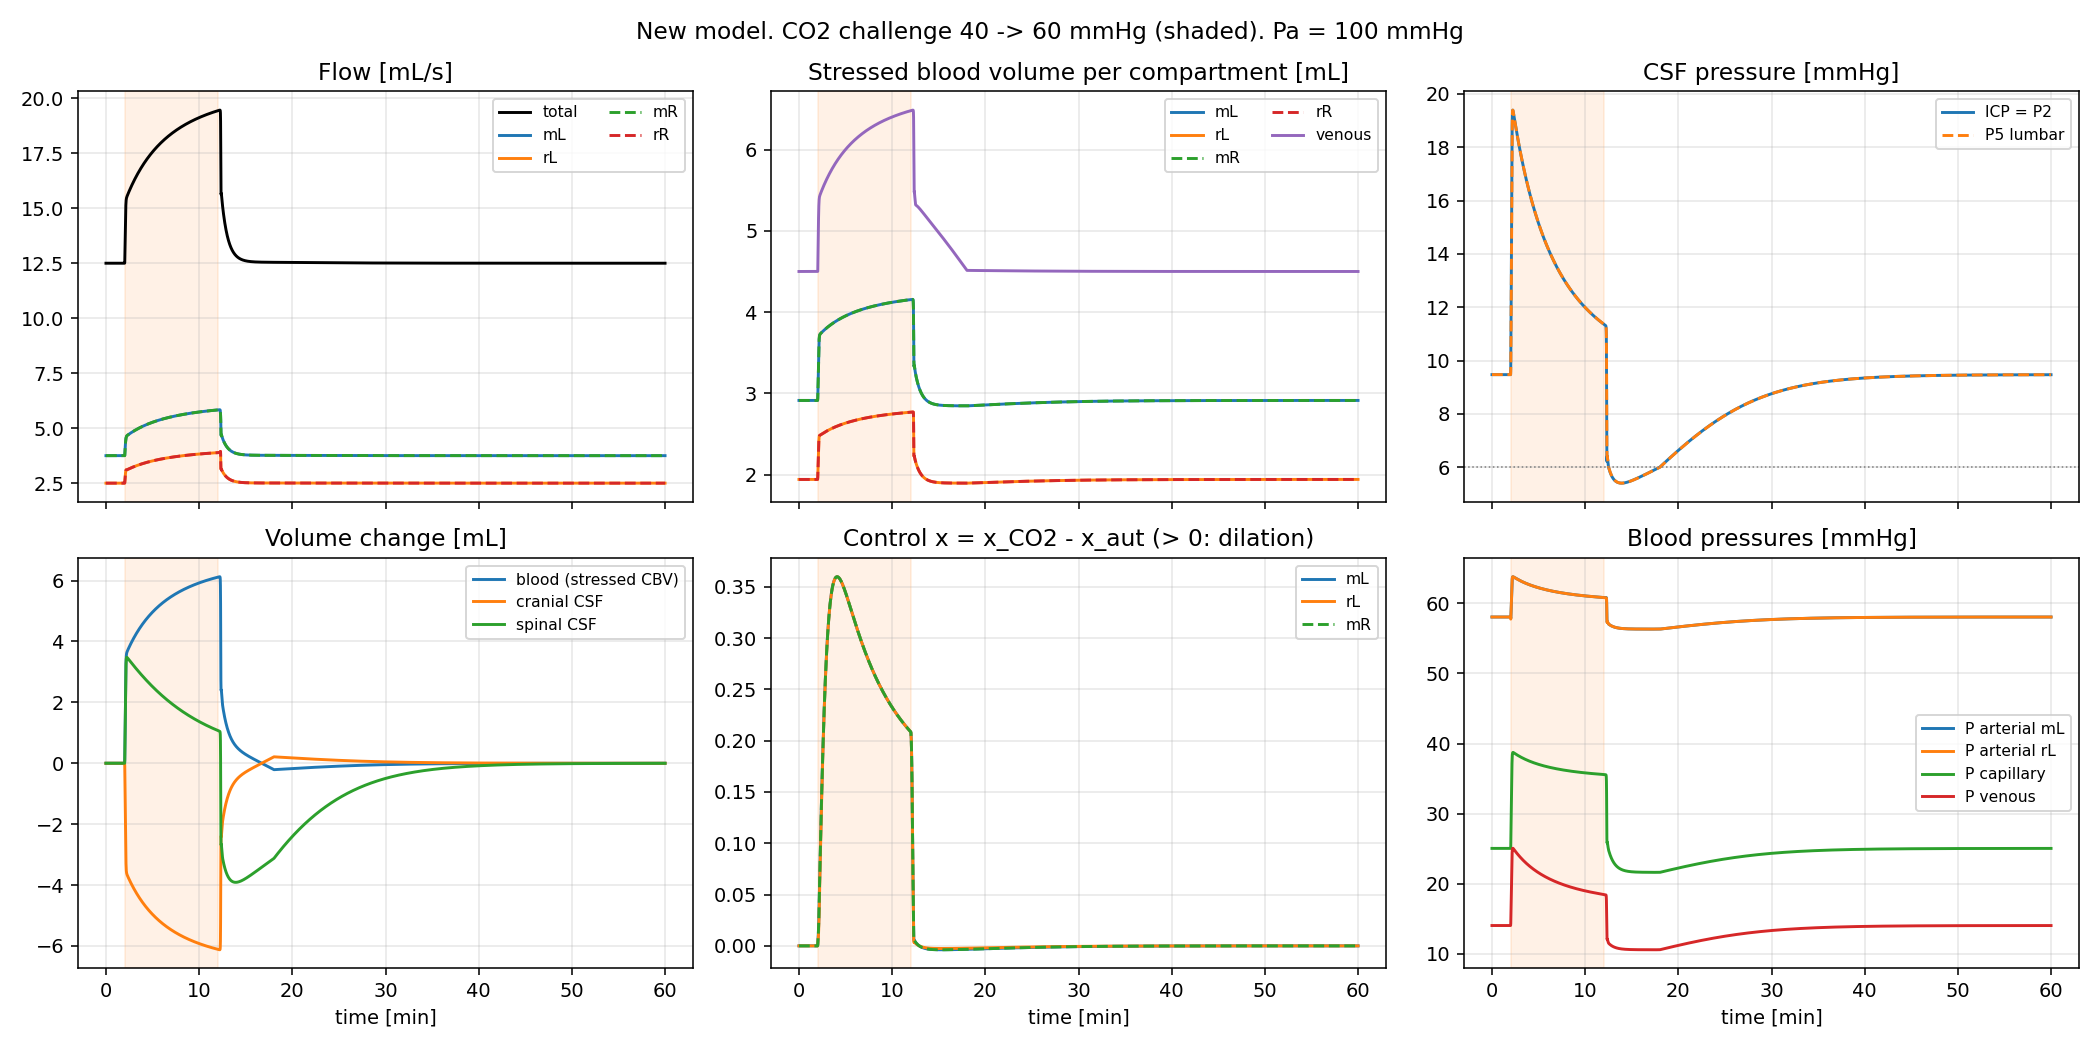 New model. CO2 challenge 40 -> 60 mmHg (shaded). Pa = 100 mmHg
Flow [mL/s]
20.0
17.5
15.0
12.5
10.0
7.5
5.0
2.5
total
mL
rL
mR
rR
Stressed blood volume per compartment [mL]
6
5
4
3
2
mL
rL
mR
rR
venous
CSF pressure [mmHg]
20
18
16
14
12
10
8
6
ICP = P2
P5 lumbar
Volume change [mL]
6
4
2
0
−2
−4
−6
blood (stressed CBV)
cranial CSF
spinal CSF
0 10 20 30 40 50 60
time [min]
Control x = x_CO2 - x_aut (> 0: dilation)
0.35
0.30
0.25
0.20
0.15
0.10
0.05
0.00
mL
rL
mR
0 10 20 30 40 50 60
time [min]
Blood pressures [mmHg]
60
50
40
30
20
10
P arterial mL
P arterial rL
P capillary
P venous
0 10 20 30 40 50 60
time [min]